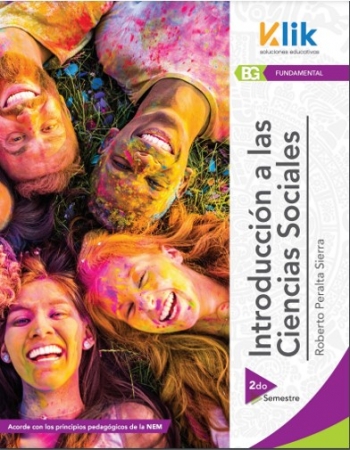 Klik
soluciones educativas
BG FUNDAMENTAL
Introducción a las
Ciencias Sociales
Roberto Peralta Sierra
2do
Semestre
Acorde con los principios pedagógicos de la NEM